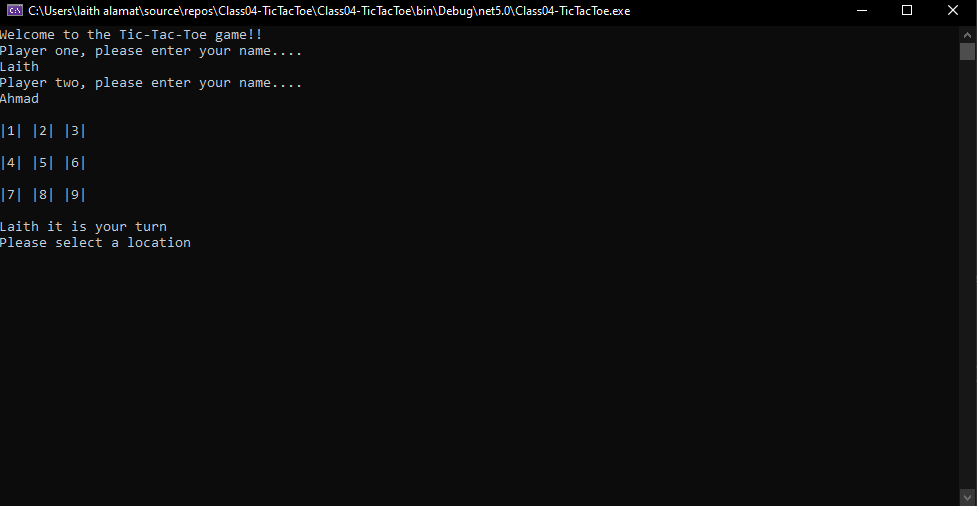 C:\Users\laith alamat\source\repos\Class04-TicTacToe\Class04-TicTacToe\bin\Debug\net5.0\Class04-TicTacToe.exe
Welcome to the Tic-Tac-Toe game!!
Player one, please enter your name....
Laith
Player two, please enter your name....
Ahmad
|1| |2| |3|
|4| |5| |6|
|7| |8| |9|
Laith it is your turn
Please select a location